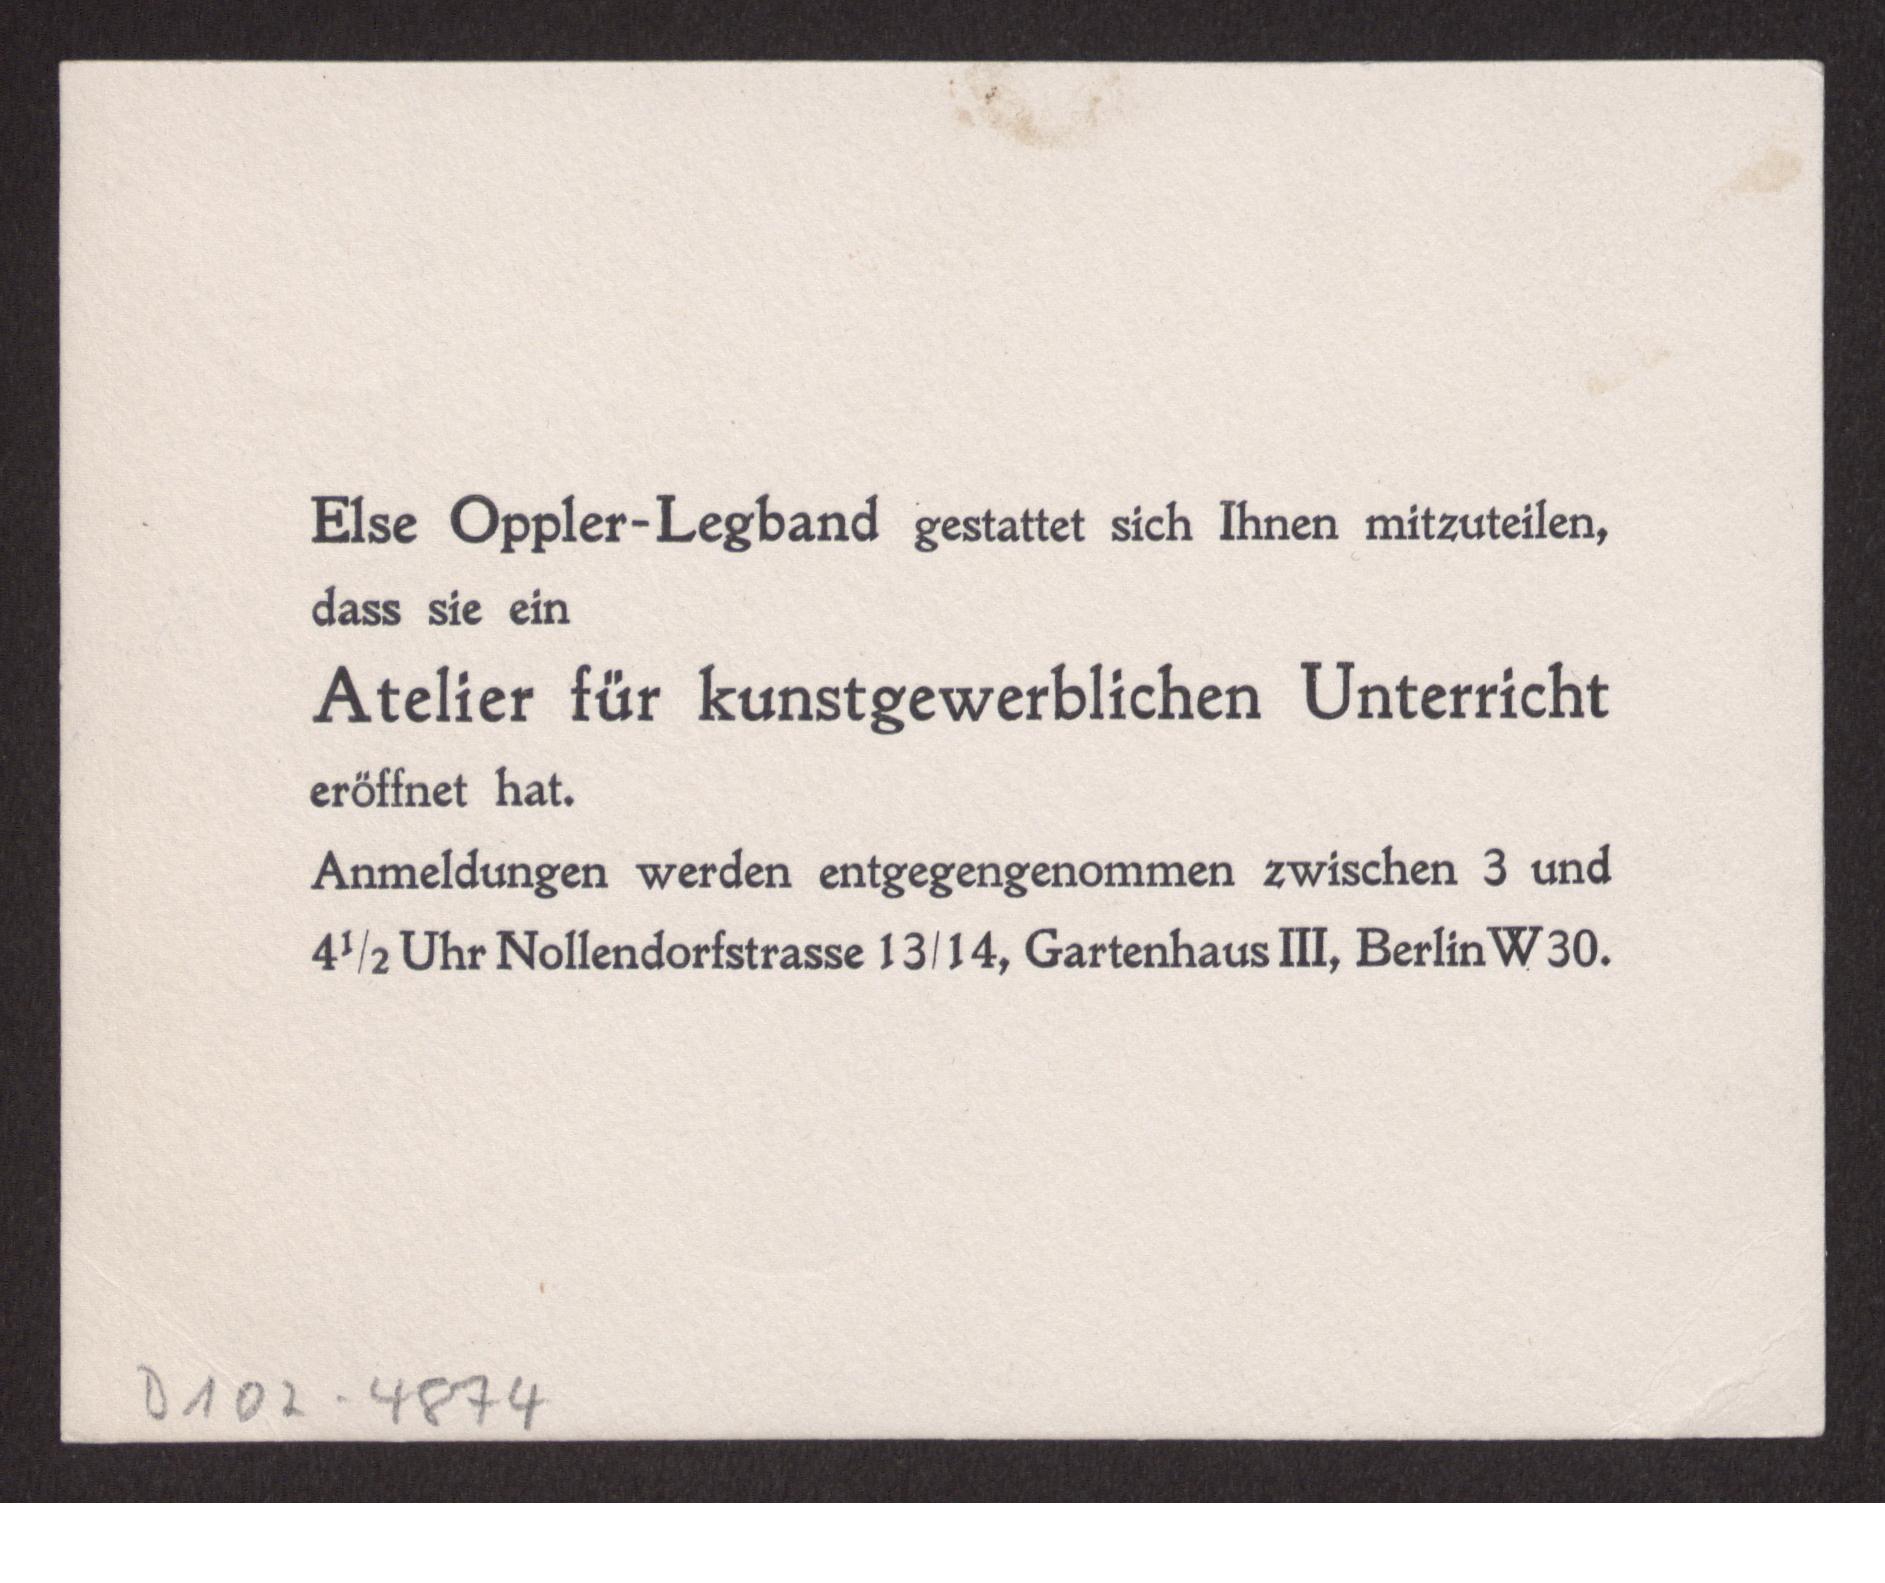 Else Oppler-Legband gestattet sich Ihnen mitzuteilen,
dass sie ein
Atelier für kunstgewerblichen Unterricht
eröffnet hat.
Anmeldungen werden entgegengenommen zwischen 3 und
4½ Uhr Nollendorfstrasse 13/14, Gartenhaus III, Berlin W 30.
D 102 - 4874